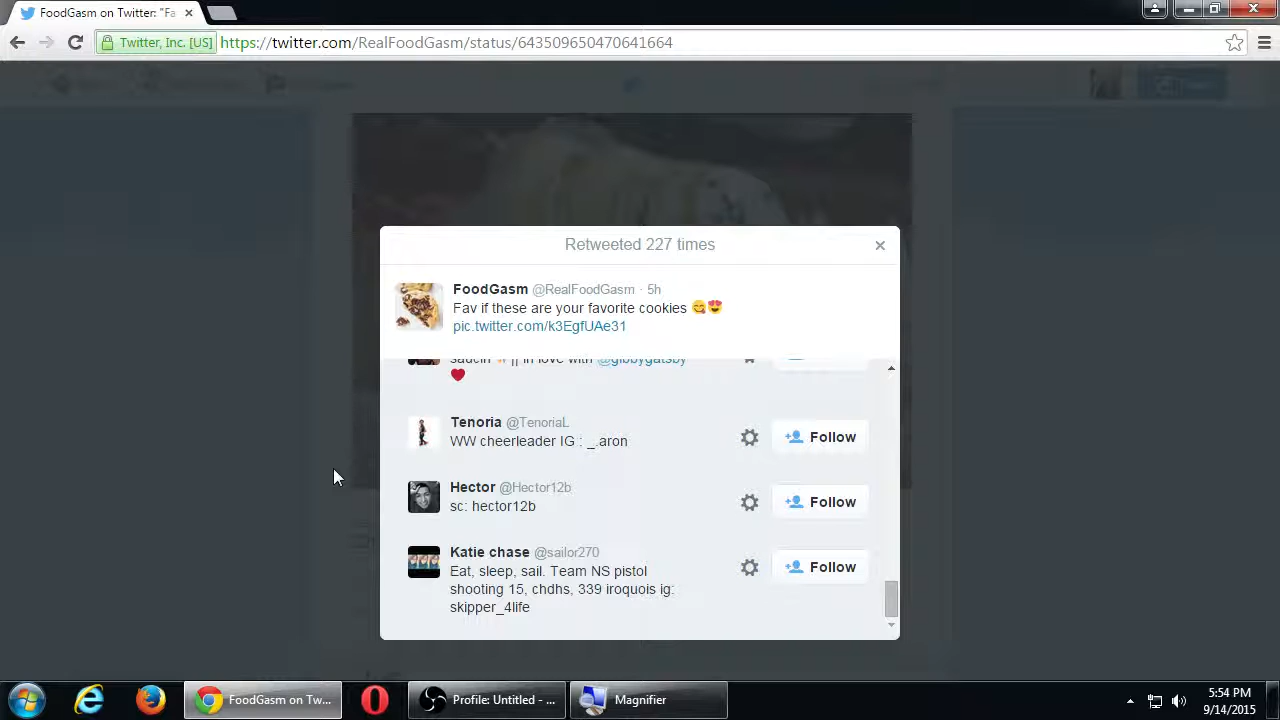 FoodGasm on Twitter: "Fa
Twitter, Inc. [US]
https://twitter.com/RealFoodGasm/status/643509650470641664
Retweeted 227 times
FoodGasm @RealFoodGasm · 5h
Fav if these are your favorite cookies 😋😍
pic.twitter.com/k3EgfUAe31
in love with @gibbygatsby
❤
Tenoria @TenoriaL
WW cheerleader IG : _.aron
Follow
Hector @Hector12b
sc: hector12b
Follow
Katie chase @sailor270
Eat, sleep, sail. Team NS pistol
shooting 15, chdhs, 339 iroquois ig:
skipper_4life
Follow
FoodGasm on Tw...
Profile: Untitled - ...
Magnifier
5:54 PM
9/14/2015